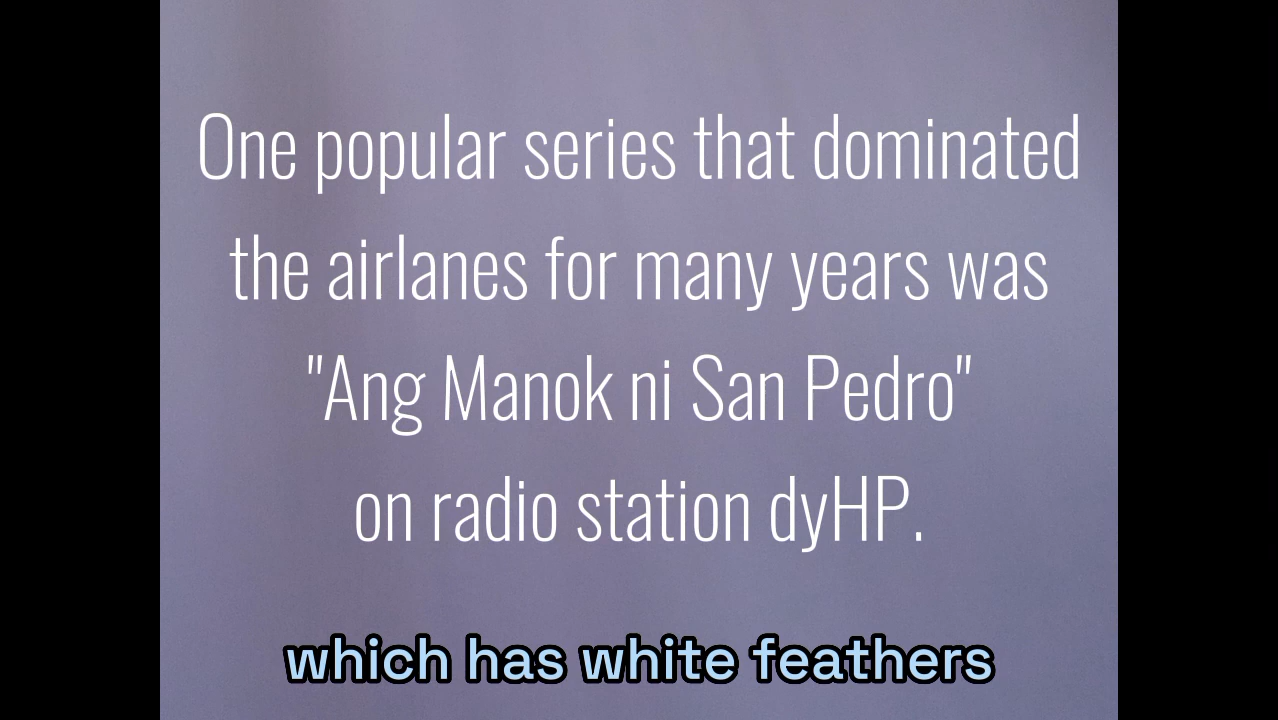 One popular series that dominated
the airlanes for many years was
"Ang Manok ni San Pedro"
on radio station dyHP.
which has white feathers